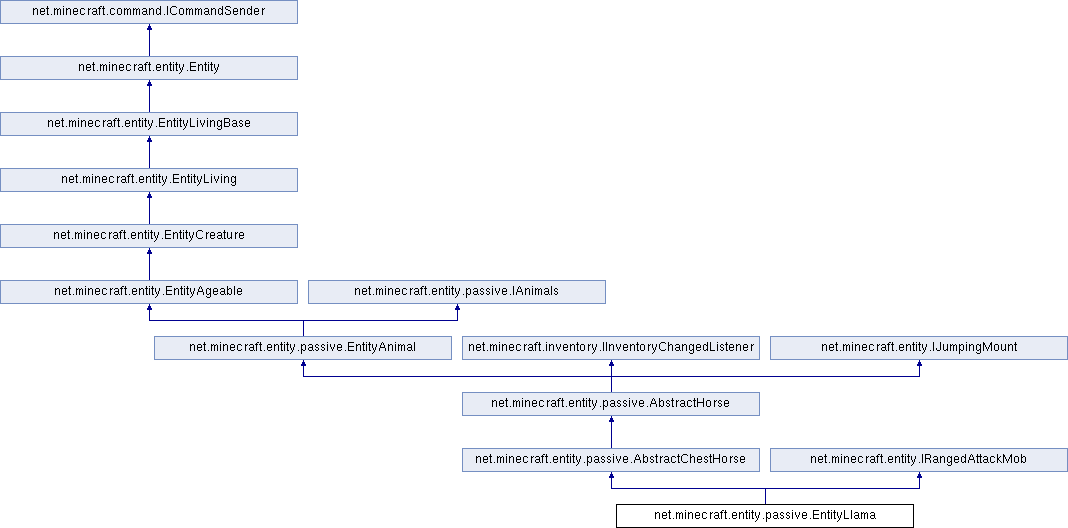 net.minecraft.command.ICommandSender
net.minecraft.entity.Entity
net.minecraft.entity.EntityLivingBase
net.minecraft.entity.EntityLiving
net.minecraft.entity.EntityCreature
net.minecraft.entity.EntityAgeable
net.minecraft.entity.passive.IAnimals
net.minecraft.entity.passive.EntityAnimal
net.minecraft.inventory.IInventoryChangedListener
net.minecraft.entity.IJumpingMount
net.minecraft.entity.passive.AbstractHorse
net.minecraft.entity.passive.AbstractChestHorse
net.minecraft.entity.IRangedAttackMob
net.minecraft.entity.passive.EntityLlama